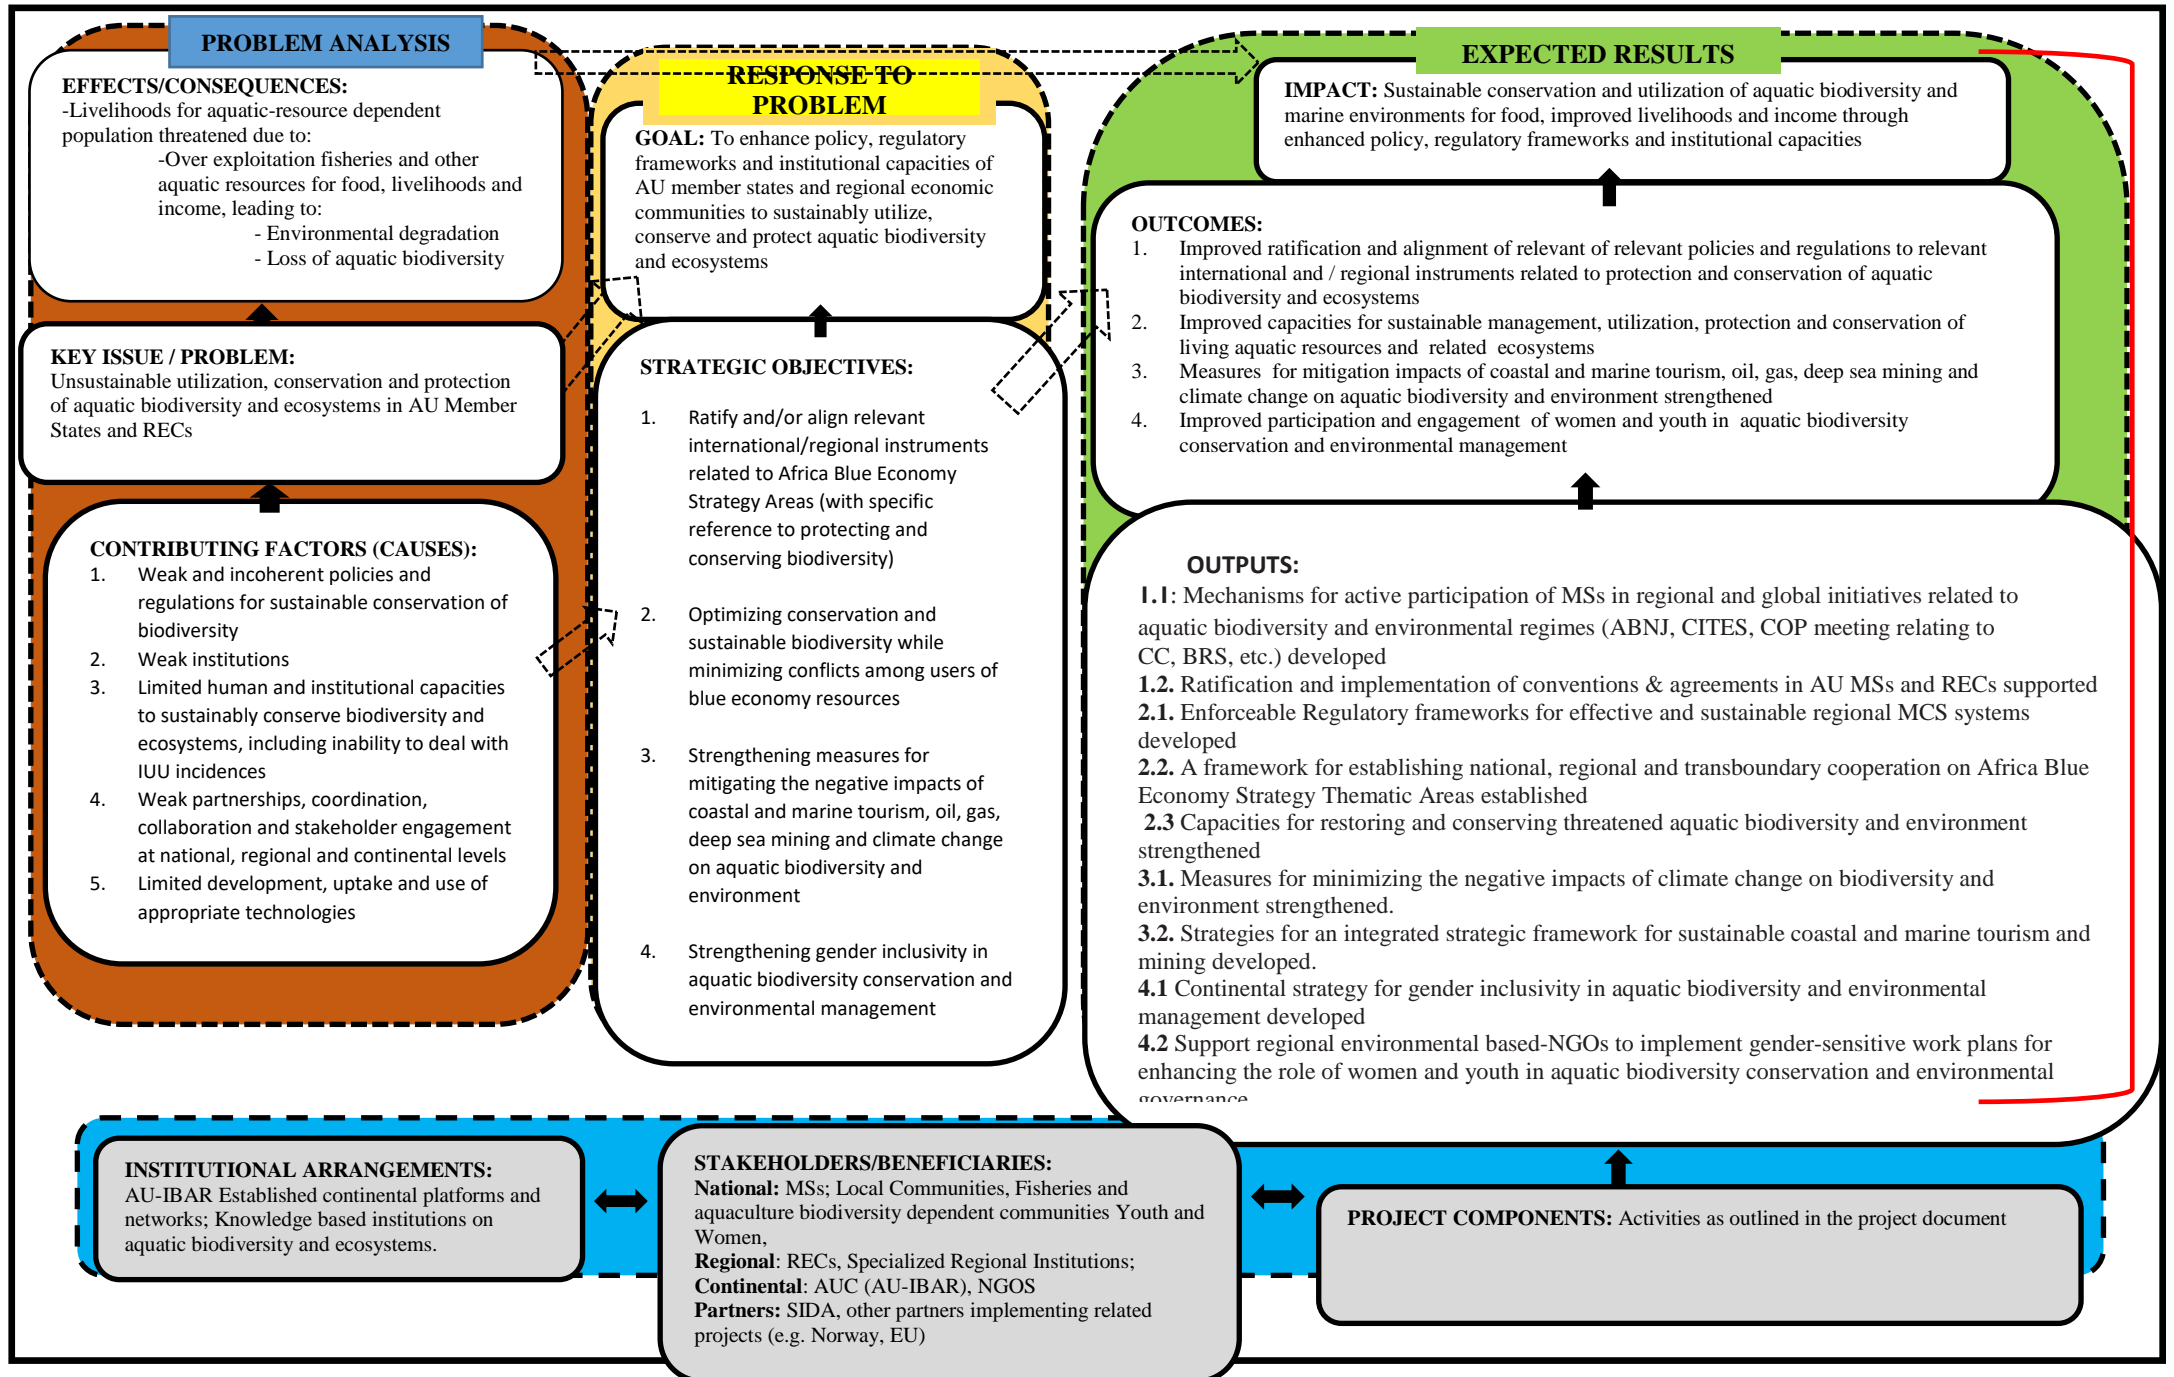 PROBLEM ANALYSIS
EFFECTS/CONSEQUENCES:
-Livelihoods for aquatic-resource dependent
population threatened due to:
-Over exploitation fisheries and other
aquatic resources for food, livelihoods and
income, leading to:
- Environmental degradation
- Loss of aquatic biodiversity
KEY ISSUE / PROBLEM:
Unsustainable utilization, conservation and protection
of aquatic biodiversity and ecosystems in AU Member
States and RECs
CONTRIBUTING FACTORS (CAUSES):
1. Weak and incoherent policies and
regulations for sustainable conservation of
biodiversity
2. Weak institutions
3. Limited human and institutional capacities
to sustainably conserve biodiversity and
ecosystems, including inability to deal with
IUU incidences
4. Weak partnerships, coordination,
collaboration and stakeholder engagement
at national, regional and continental levels
5. Limited development, uptake and use of
appropriate technologies
RESPONSE TO
PROBLEM
GOAL: To enhance policy, regulatory
frameworks and institutional capacities of
AU member states and regional economic
communities to sustainably utilize,
conserve and protect aquatic biodiversity
and ecosystems
STRATEGIC OBJECTIVES:
1. Ratify and/or align relevant
international/regional instruments
related to Africa Blue Economy
Strategy Areas (with specific
reference to protecting and
conserving biodiversity)
2. Optimizing conservation and
sustainable biodiversity while
minimizing conflicts among users of
blue economy resources
3. Strengthening measures for
mitigating the negative impacts of
coastal and marine tourism, oil, gas,
deep sea mining and climate change
on aquatic biodiversity and
environment
4. Strengthening gender inclusivity in
aquatic biodiversity conservation and
environmental management
EXPECTED RESULTS
IMPACT: Sustainable conservation and utilization of aquatic biodiversity and
marine environments for food, improved livelihoods and income through
enhanced policy, regulatory frameworks and institutional capacities
OUTCOMES:
1. Improved ratification and alignment of relevant of relevant policies and regulations to relevant
international and / regional instruments related to protection and conservation of aquatic
biodiversity and ecosystems
2. Improved capacities for sustainable management, utilization, protection and conservation of
living aquatic resources and related ecosystems
3. Measures for mitigation impacts of coastal and marine tourism, oil, gas, deep sea mining and
climate change on aquatic biodiversity and environment strengthened
4. Improved participation and engagement of women and youth in aquatic biodiversity
conservation and environmental management
OUTPUTS:
1.1: Mechanisms for active participation of MSs in regional and global initiatives related to
aquatic biodiversity and environmental regimes (ABNJ, CITES, COP meeting relating to
CC, BRS, etc.) developed
1.2. Ratification and implementation of conventions & agreements in AU MSs and RECs supported
2.1. Enforceable Regulatory frameworks for effective and sustainable regional MCS systems
developed
2.2. A framework for establishing national, regional and transboundary cooperation on Africa Blue
Economy Strategy Thematic Areas established
2.3 Capacities for restoring and conserving threatened aquatic biodiversity and environment
strengthened
3.1. Measures for minimizing the negative impacts of climate change on biodiversity and
environment strengthened.
3.2. Strategies for an integrated strategic framework for sustainable coastal and marine tourism and
mining developed.
4.1 Continental strategy for gender inclusivity in aquatic biodiversity and environmental
management developed
4.2 Support regional environmental based-NGOs to implement gender-sensitive work plans for
enhancing the role of women and youth in aquatic biodiversity conservation and environmental
governance
INSTITUTIONAL ARRANGEMENTS:
AU-IBAR Established continental platforms and
networks; Knowledge based institutions on
aquatic biodiversity and ecosystems.
STAKEHOLDERS/BENEFICIARIES:
National: MSs; Local Communities, Fisheries and
aquaculture biodiversity dependent communities Youth and
Women,
Regional: RECs, Specialized Regional Institutions;
Continental: AUC (AU-IBAR), NGOS
Partners: SIDA, other partners implementing related
projects (e.g. Norway, EU)
PROJECT COMPONENTS: Activities as outlined in the project document